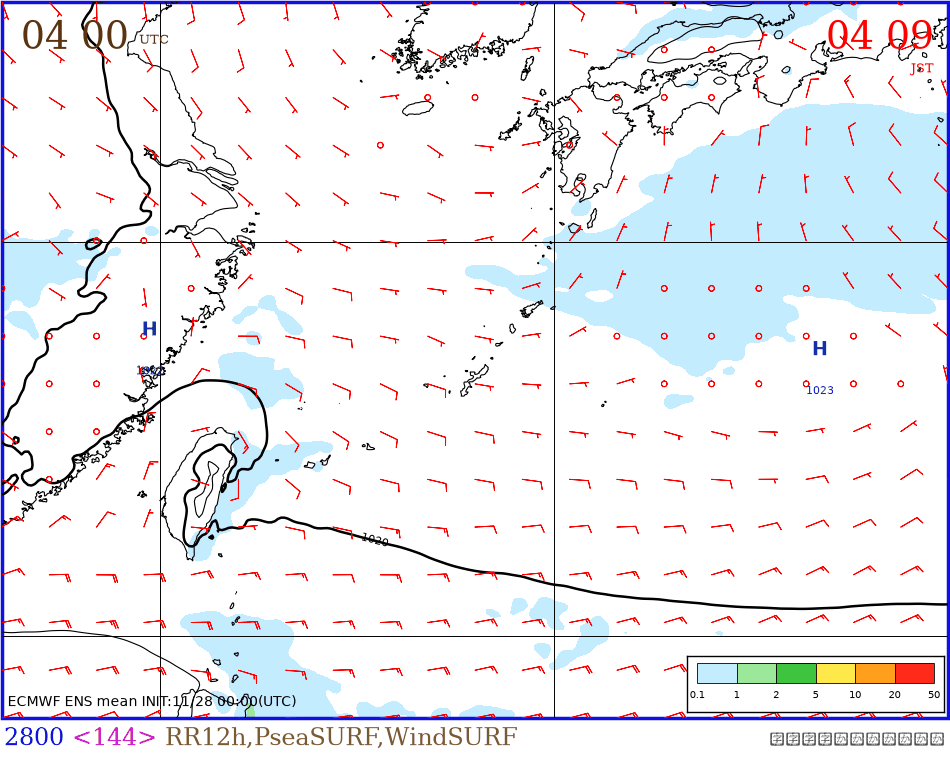 04 00 UTC
04 09
JST
H
H
1023
1020
0.1 1 2 5 10 20 50
ECMWF ENS mean INIT:11/28 00:00(UTC)
2800 <144> RR12h,PseaSURF,WindSURF